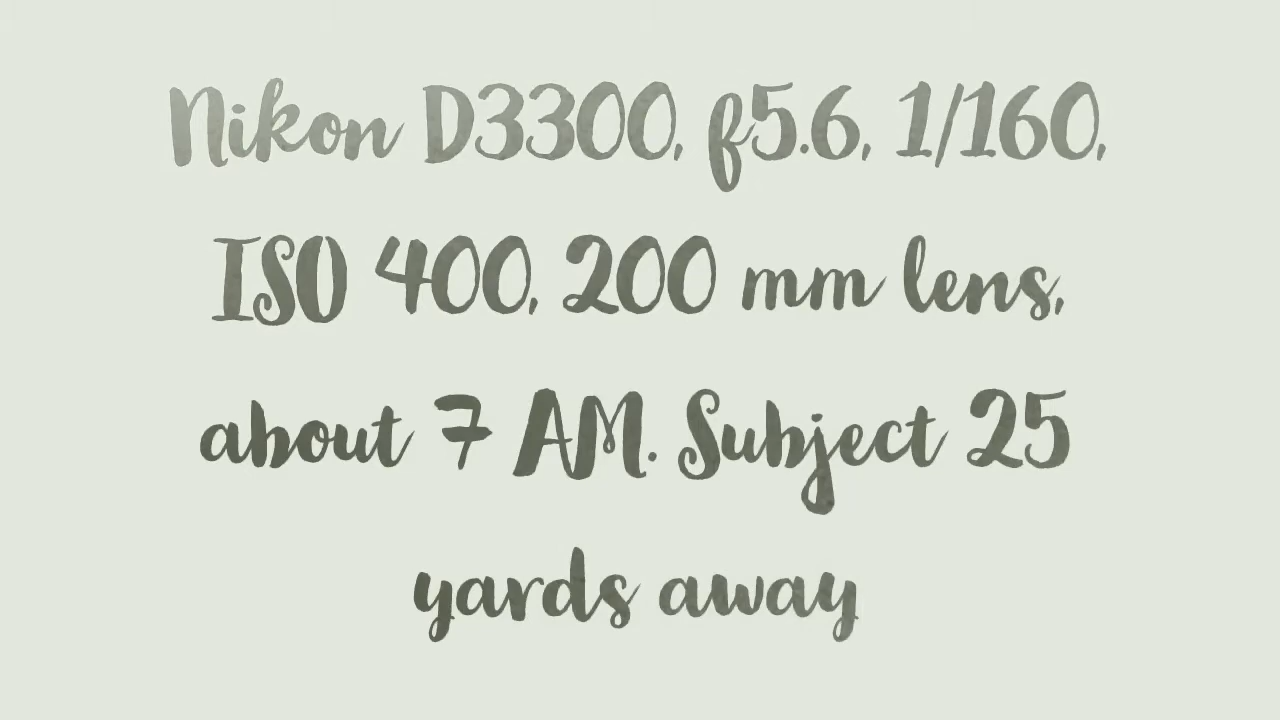 Nikon D3300, f5.6, 1/160,
ISO 400, 200 mm lens,
about 7 AM. Subject 25
yards away